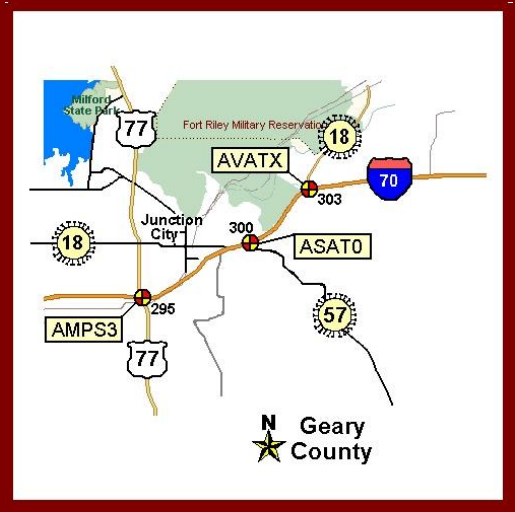 Milford
State Park
77
Fort Riley Military Reservation
18
AVATX
70
303
Junction
City
300
18
ASAT0
295
57
AMPS3
77
N
Geary
County